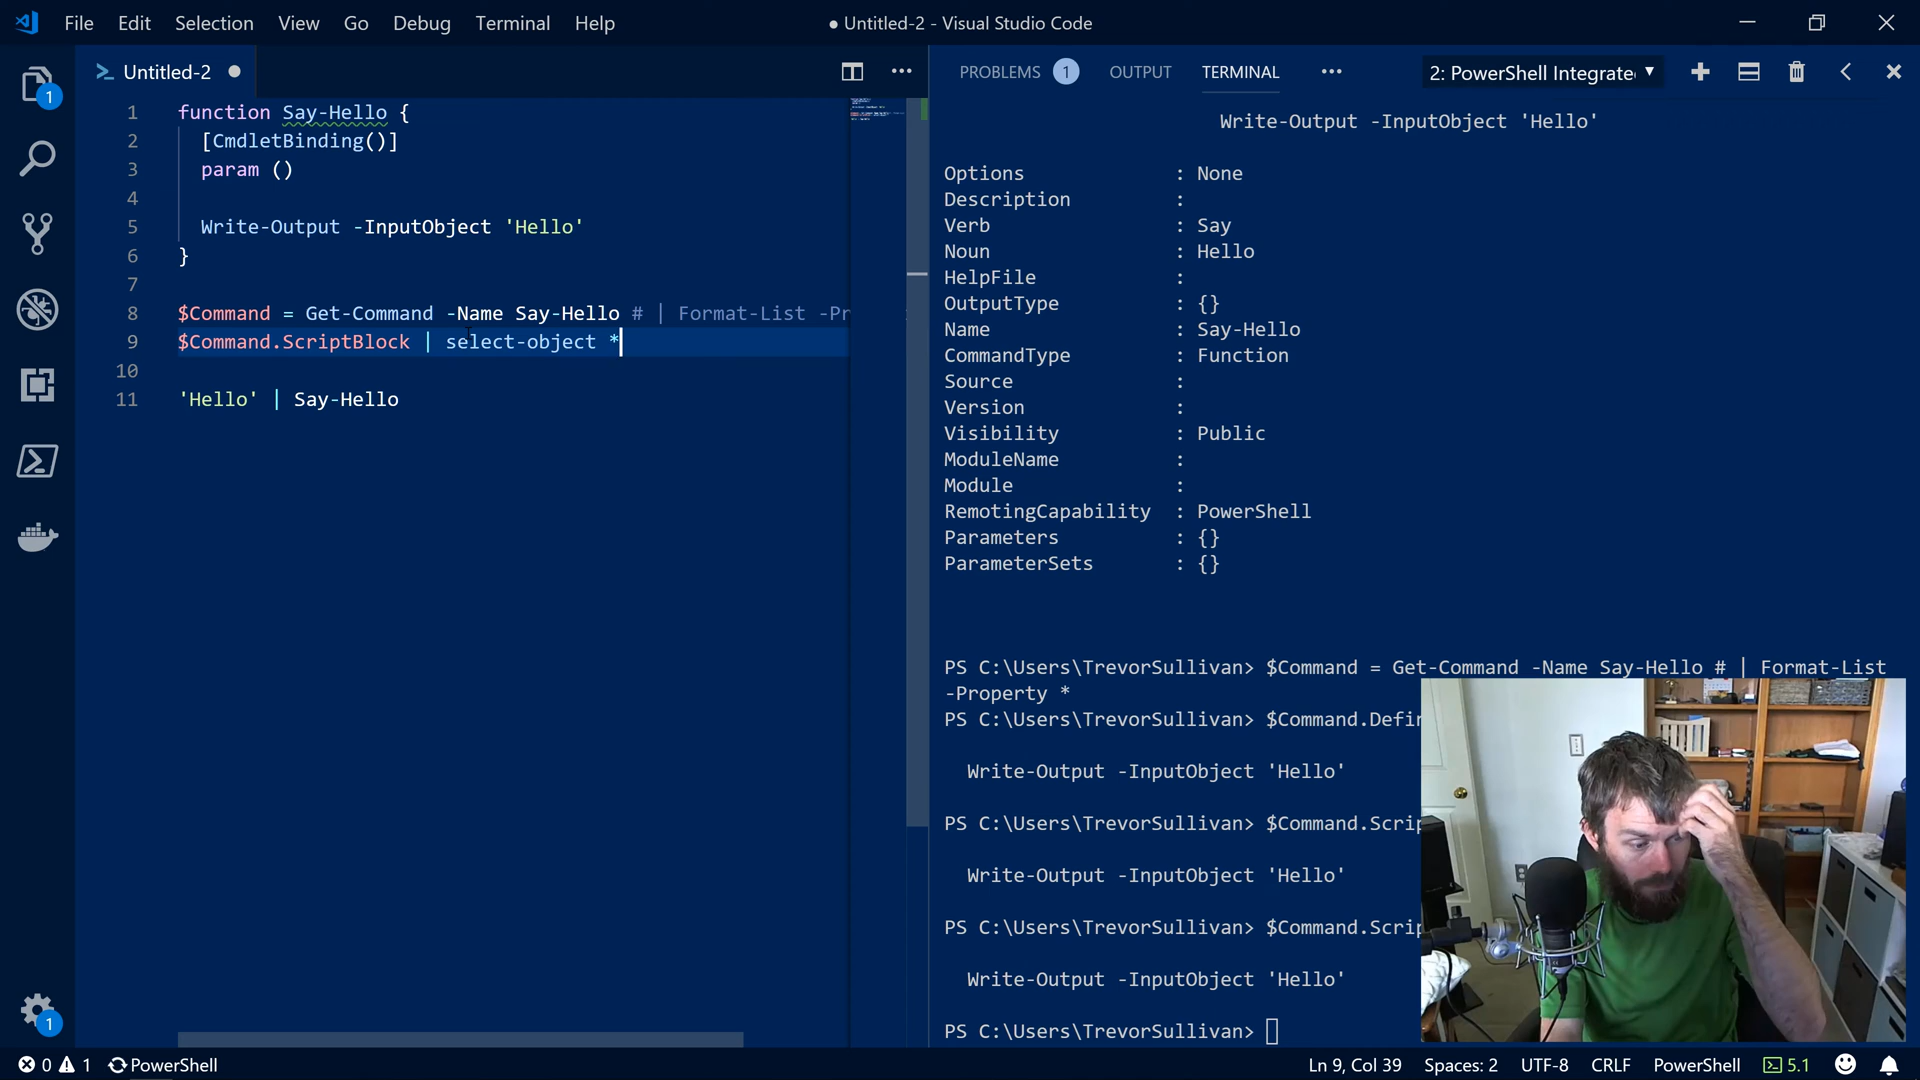 File Edit Selection View Go Debug Terminal Help
● Untitled-2 - Visual Studio Code
Untitled-2
1 function Say-Hello {
2 [CmdletBinding()]
3 param ()
4
5 Write-Output -InputObject 'Hello'
6 }
7
8 $Command = Get-Command -Name Say-Hello # | Format-List -Pr
9 $Command.ScriptBlock | select-object *
10
11 'Hello' | Say-Hello
PROBLEMS 1 OUTPUT TERMINAL ••• 2: PowerShell Integrate
Write-Output -InputObject 'Hello'
Options : None
Description :
Verb : Say
Noun : Hello
HelpFile :
OutputType : {}
Name : Say-Hello
CommandType : Function
Source :
Version :
Visibility : Public
ModuleName :
Module :
RemotingCapability : PowerShell
Parameters : {}
ParameterSets : {}
PS C:\Users\TrevorSullivan> $Command = Get-Command -Name Say-Hello # | Format-List
-Property *
PS C:\Users\TrevorSullivan> $Command.Defin
Write-Output -InputObject 'Hello'
PS C:\Users\TrevorSullivan> $Command.Scrip
Write-Output -InputObject 'Hello'
PS C:\Users\TrevorSullivan> $Command.Scrip
Write-Output -InputObject 'Hello'
PS C:\Users\TrevorSullivan>
1
1
0 1 PowerShell
Ln 9, Col 39 Spaces: 2 UTF-8 CRLF PowerShell 5.1